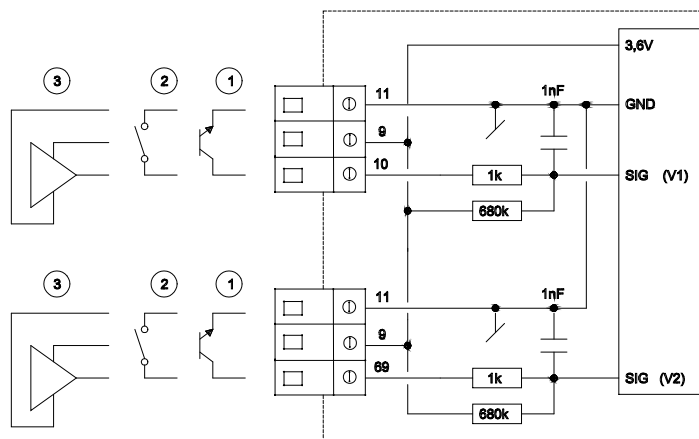 3,6V
3 2 1
11 1nF GND
9
10 1k SIG (V1)
680k
3 2 1
11 1nF
9
69 1k SIG (V2)
680k